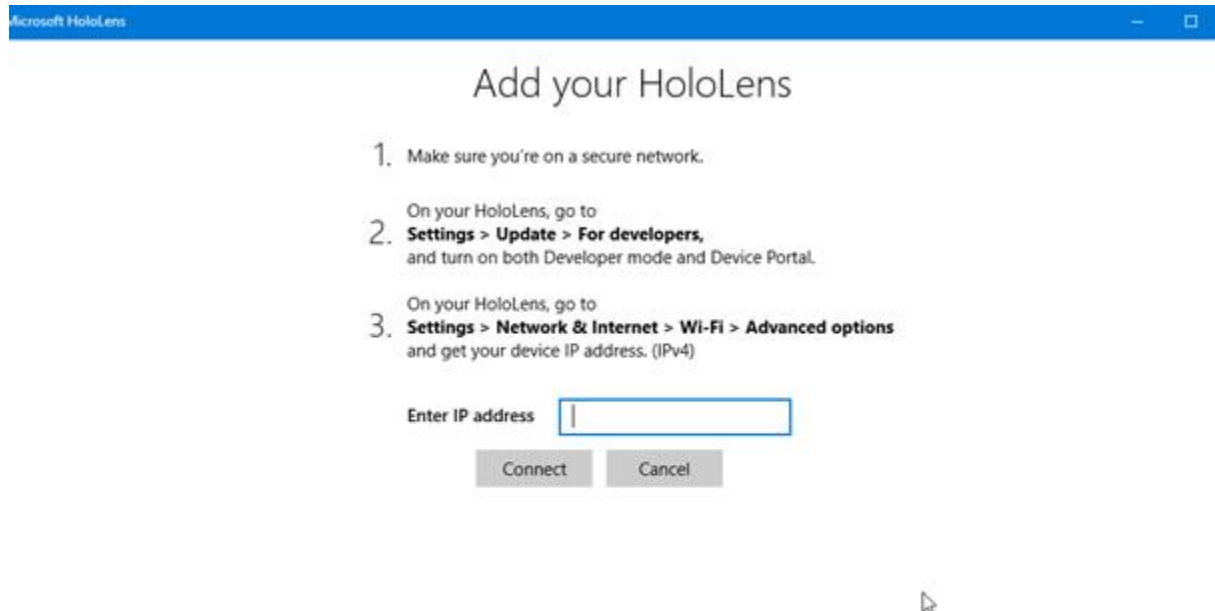 Microsoft HoloLens
Add your HoloLens
1. Make sure you're on a secure network.
On your HoloLens, go to
2. Settings > Update > For developers,
and turn on both Developer mode and Device Portal.
On your HoloLens, go to
3. Settings > Network & Internet > Wi-Fi > Advanced options
and get your device IP address. (IPv4)
Enter IP address
Connect Cancel